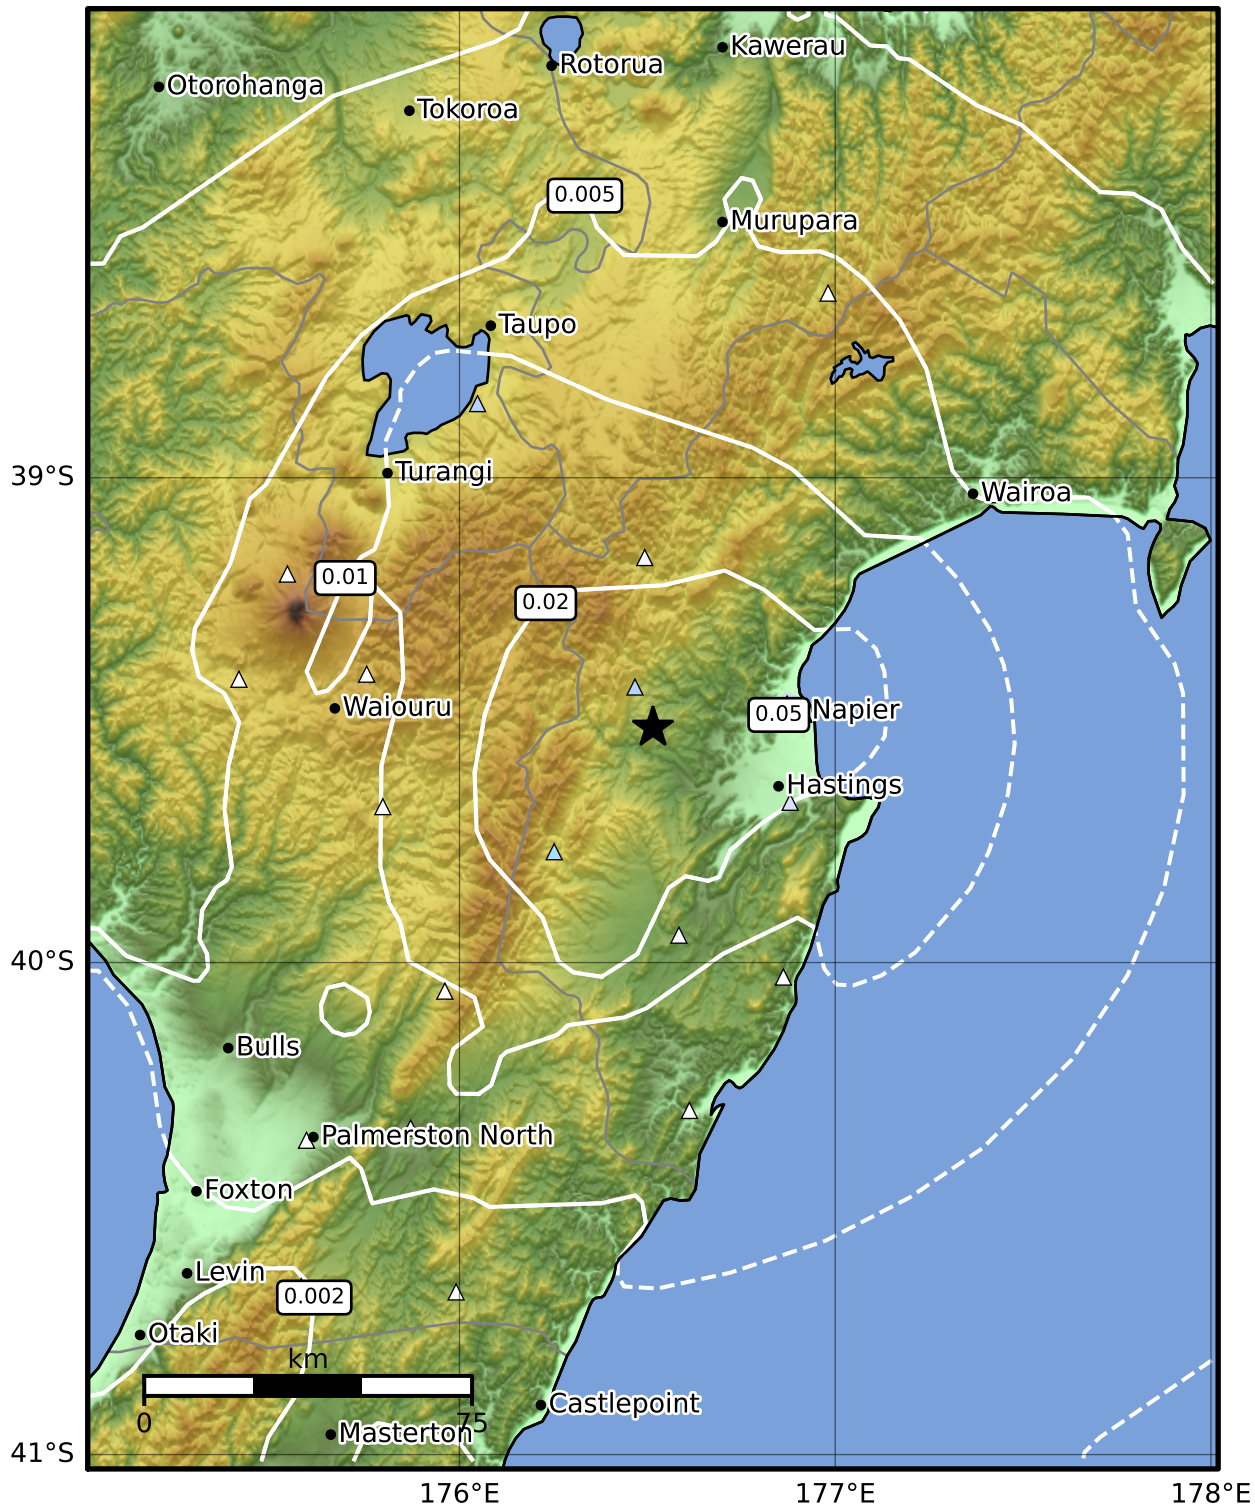 Kawerau
Rotorua
Otorohanga
Tokoroa
0.005
Murupara
Taupo
Turangi
39°S
Wairoa
0.01
0.02
Waiouru
0.05
Napier
Hastings
40°S
Bulls
Palmerston North
Foxton
Levin
0.002
Otaki
km
0
75
Castlepoint
Masterton
41°S
176°E
177°E
178°E